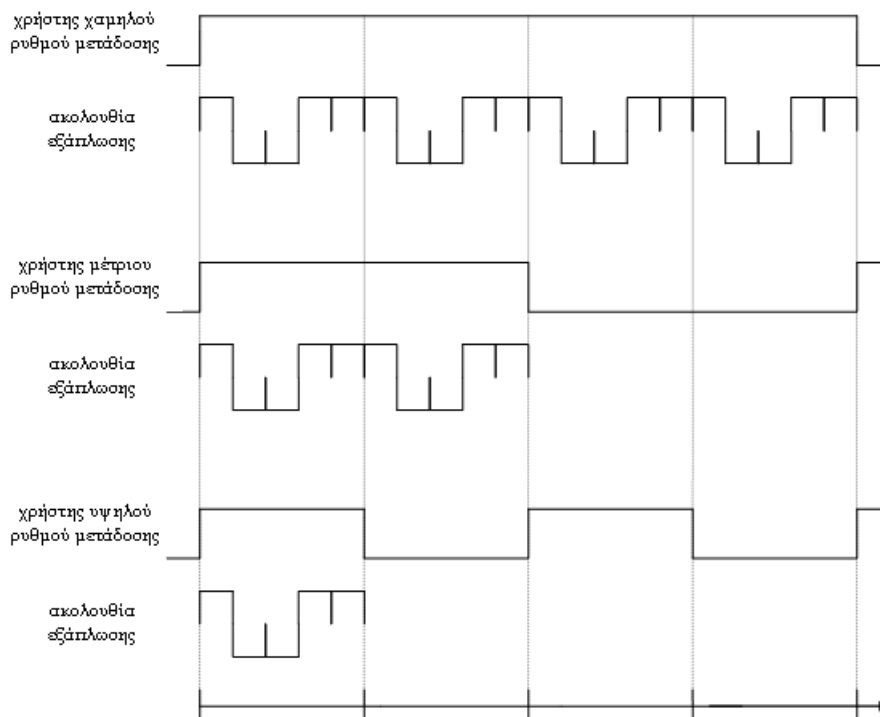 χρήστης χαμηλού
ρυθμού μετάδοσης
ακολουθία
εξάπλωσης
χρήστης μέτριου
ρυθμού μετάδοσης
ακολουθία
εξάπλωσης
χρήστης υψηλού
ρυθμού μετάδοσης
ακολουθία
εξάπλωσης